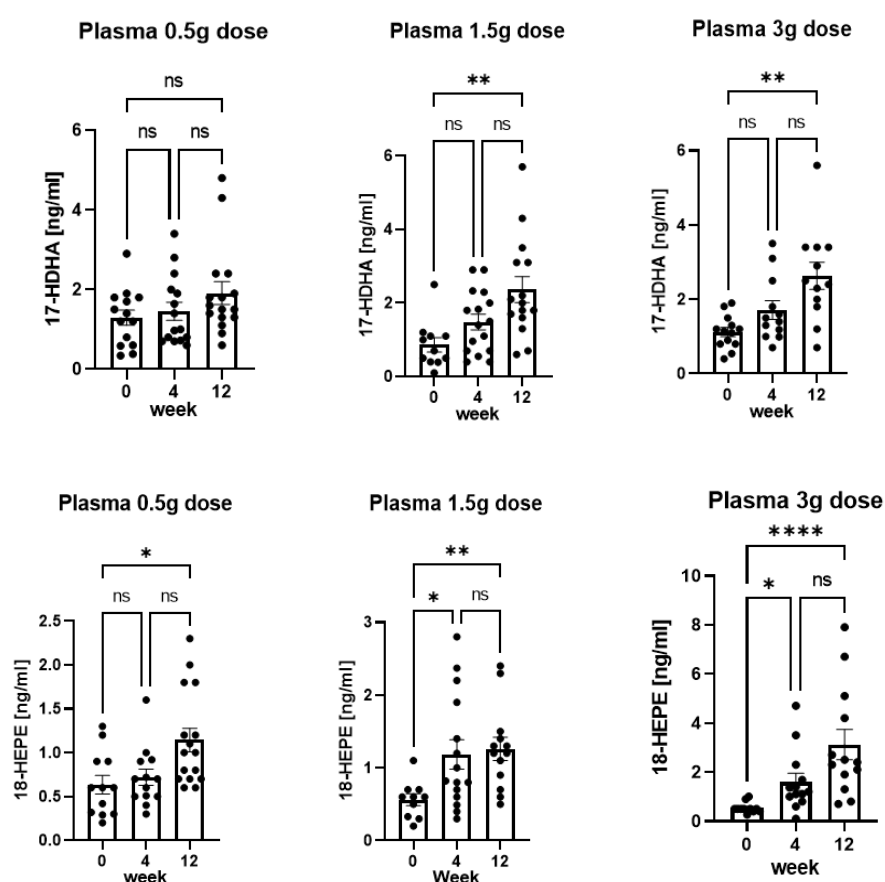 Plasma 0.5g dose
ns
ns
ns
6
4
2
0
17-HDHA [ng/ml]
0
4
12
week
Plasma 1.5g dose
**
ns
ns
6
4
2
0
17-HDHA [ng/ml]
0
4
12
week
Plasma 3g dose
**
ns
ns
6
4
2
0
17-HDHA [ng/ml]
0
4
12
week
Plasma 0.5g dose
*
ns
ns
2.5
2.0
1.5
1.0
0.5
0.0
18-HEPE [ng/ml]
0
4
12
week
Plasma 1.5g dose
**
*
ns
3
2
1
0
18-HEPE [ng/ml]
0
4
12
Week
Plasma 3g dose
****
*
ns
10
8
6
4
2
0
18-HEPE [ng/ml]
0
4
12
week